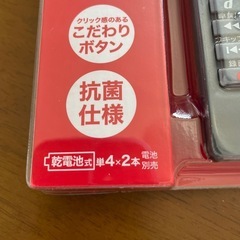 クリック感のある
こだわり
ボタン
抗菌
仕様
乾電池式 単4×2本 電池
別売